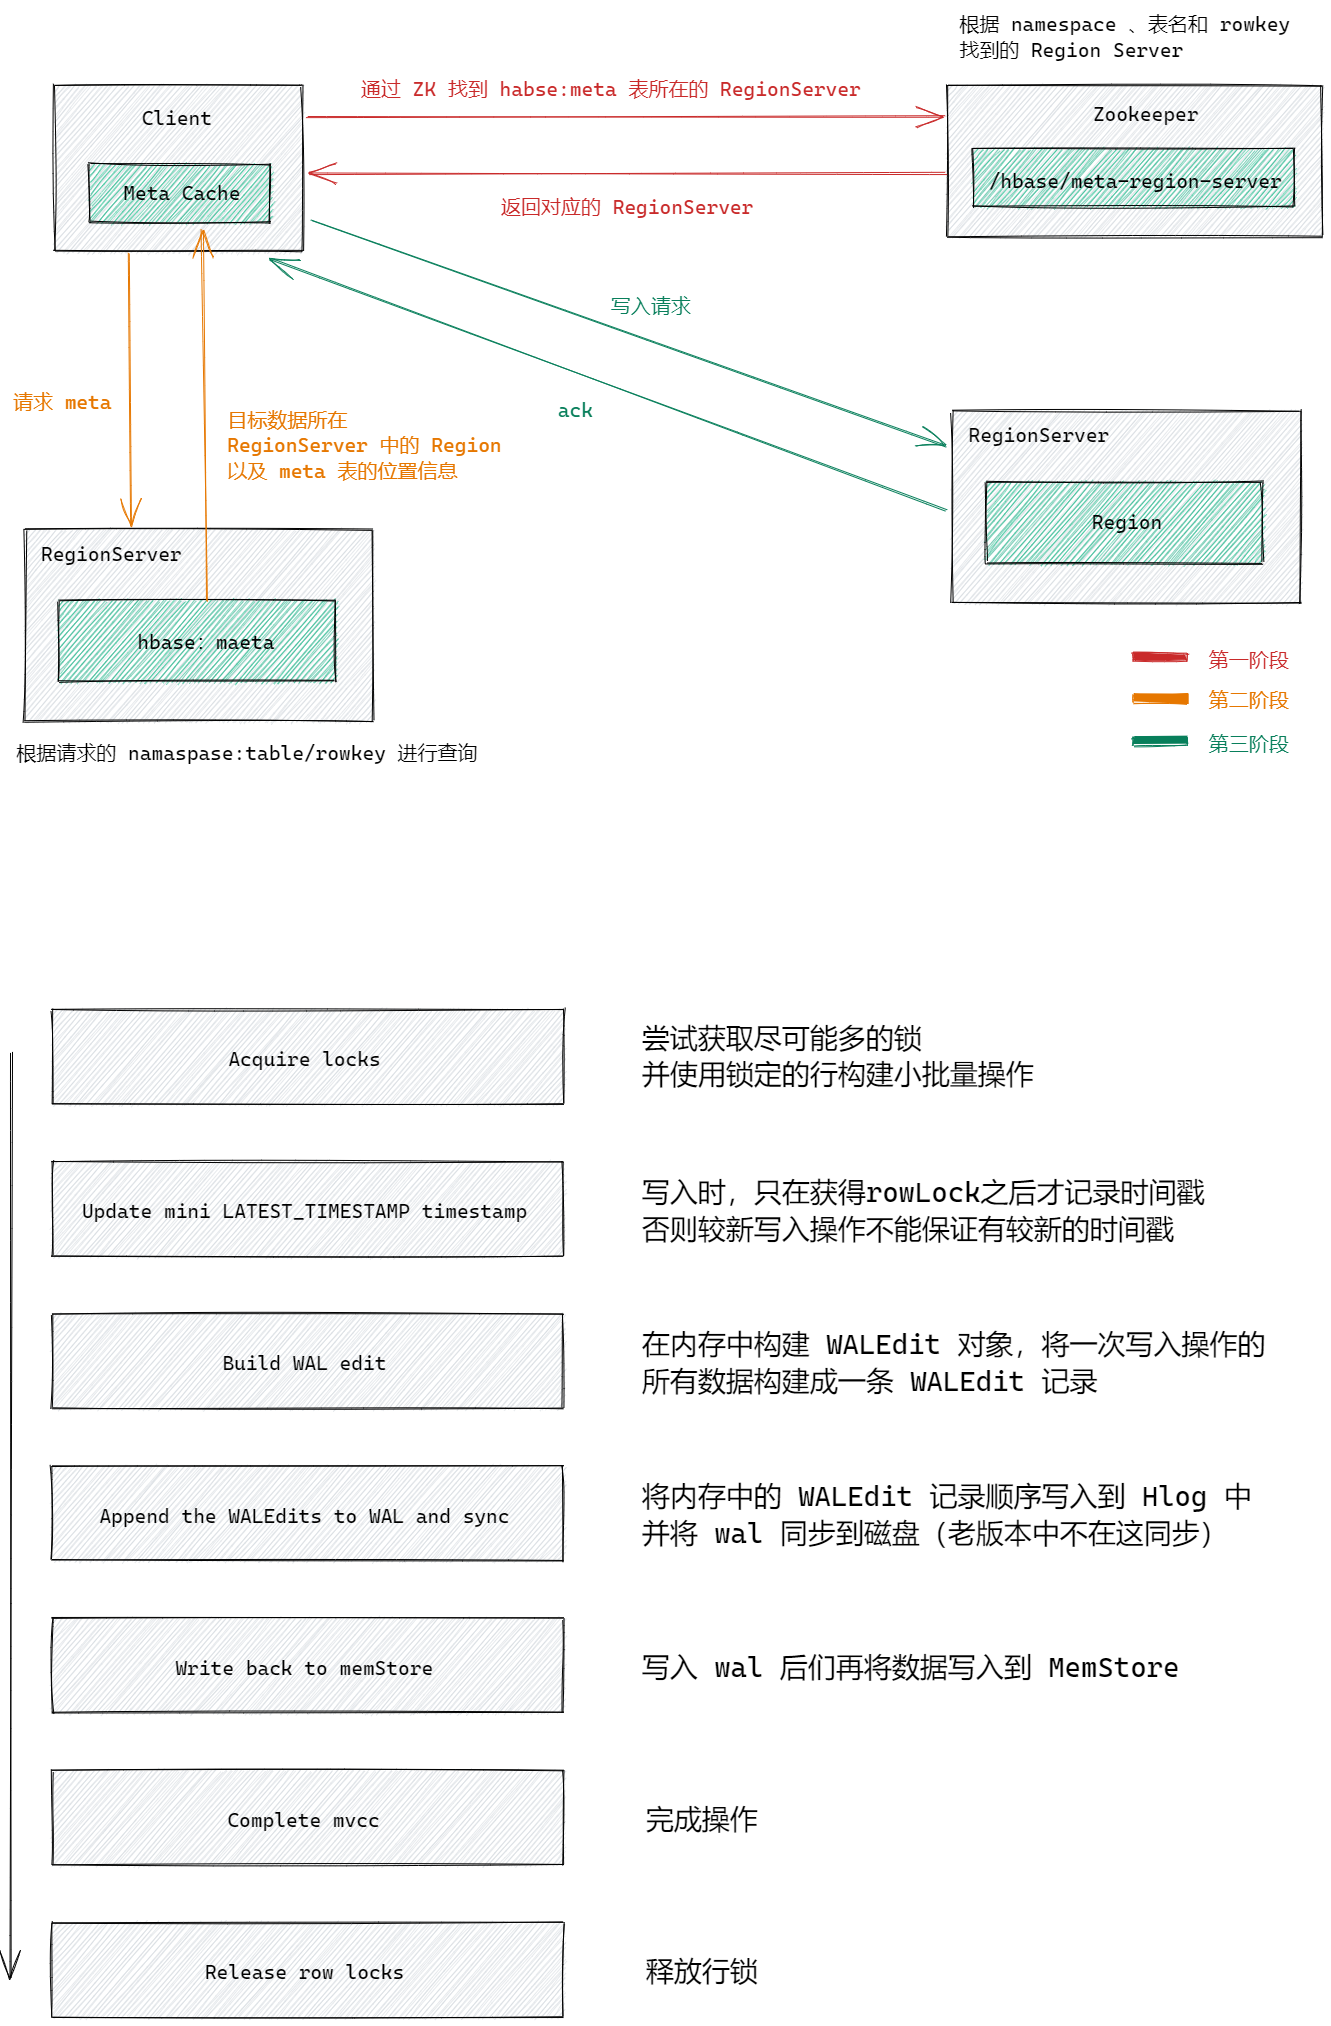 根据 namespace 、表名和 rowkey
找到的 Region Server
通过 ZK 找到 habse:meta 表所在的 RegionServer
Client
Zookeeper
Meta Cache
/hbase/meta-region-server
返回对应的 RegionServer
写入请求
请求 meta
ack
目标数据所在
RegionServer 中的 Region
以及 meta 表的位置信息
RegionServer
Region
RegionServer
hbase: maeta
第一阶段
第二阶段
第三阶段
根据请求的 namaspase:table/rowkey 进行查询
Acquire locks
尝试获取尽可能多的锁
并使用锁定的行构建小批量操作
Update mini LATEST_TIMESTAMP timestamp
写入时，只在获得rowLock之后才记录时间戳
否则较新写入操作不能保证有较新的时间戳
Build WAL edit
在内存中构建 WALEdit 对象，将一次写入操作的
所有数据构建成一条 WALEdit 记录
Append the WALEdits to WAL and sync
将内存中的 WALEdit 记录顺序写入到 Hlog 中
并将 wal 同步到磁盘（老版本中不在这同步）
Write back to memStore
写入 wal 后们再将数据写入到 MemStore
Complete mvcc
完成操作
Release row locks
释放行锁